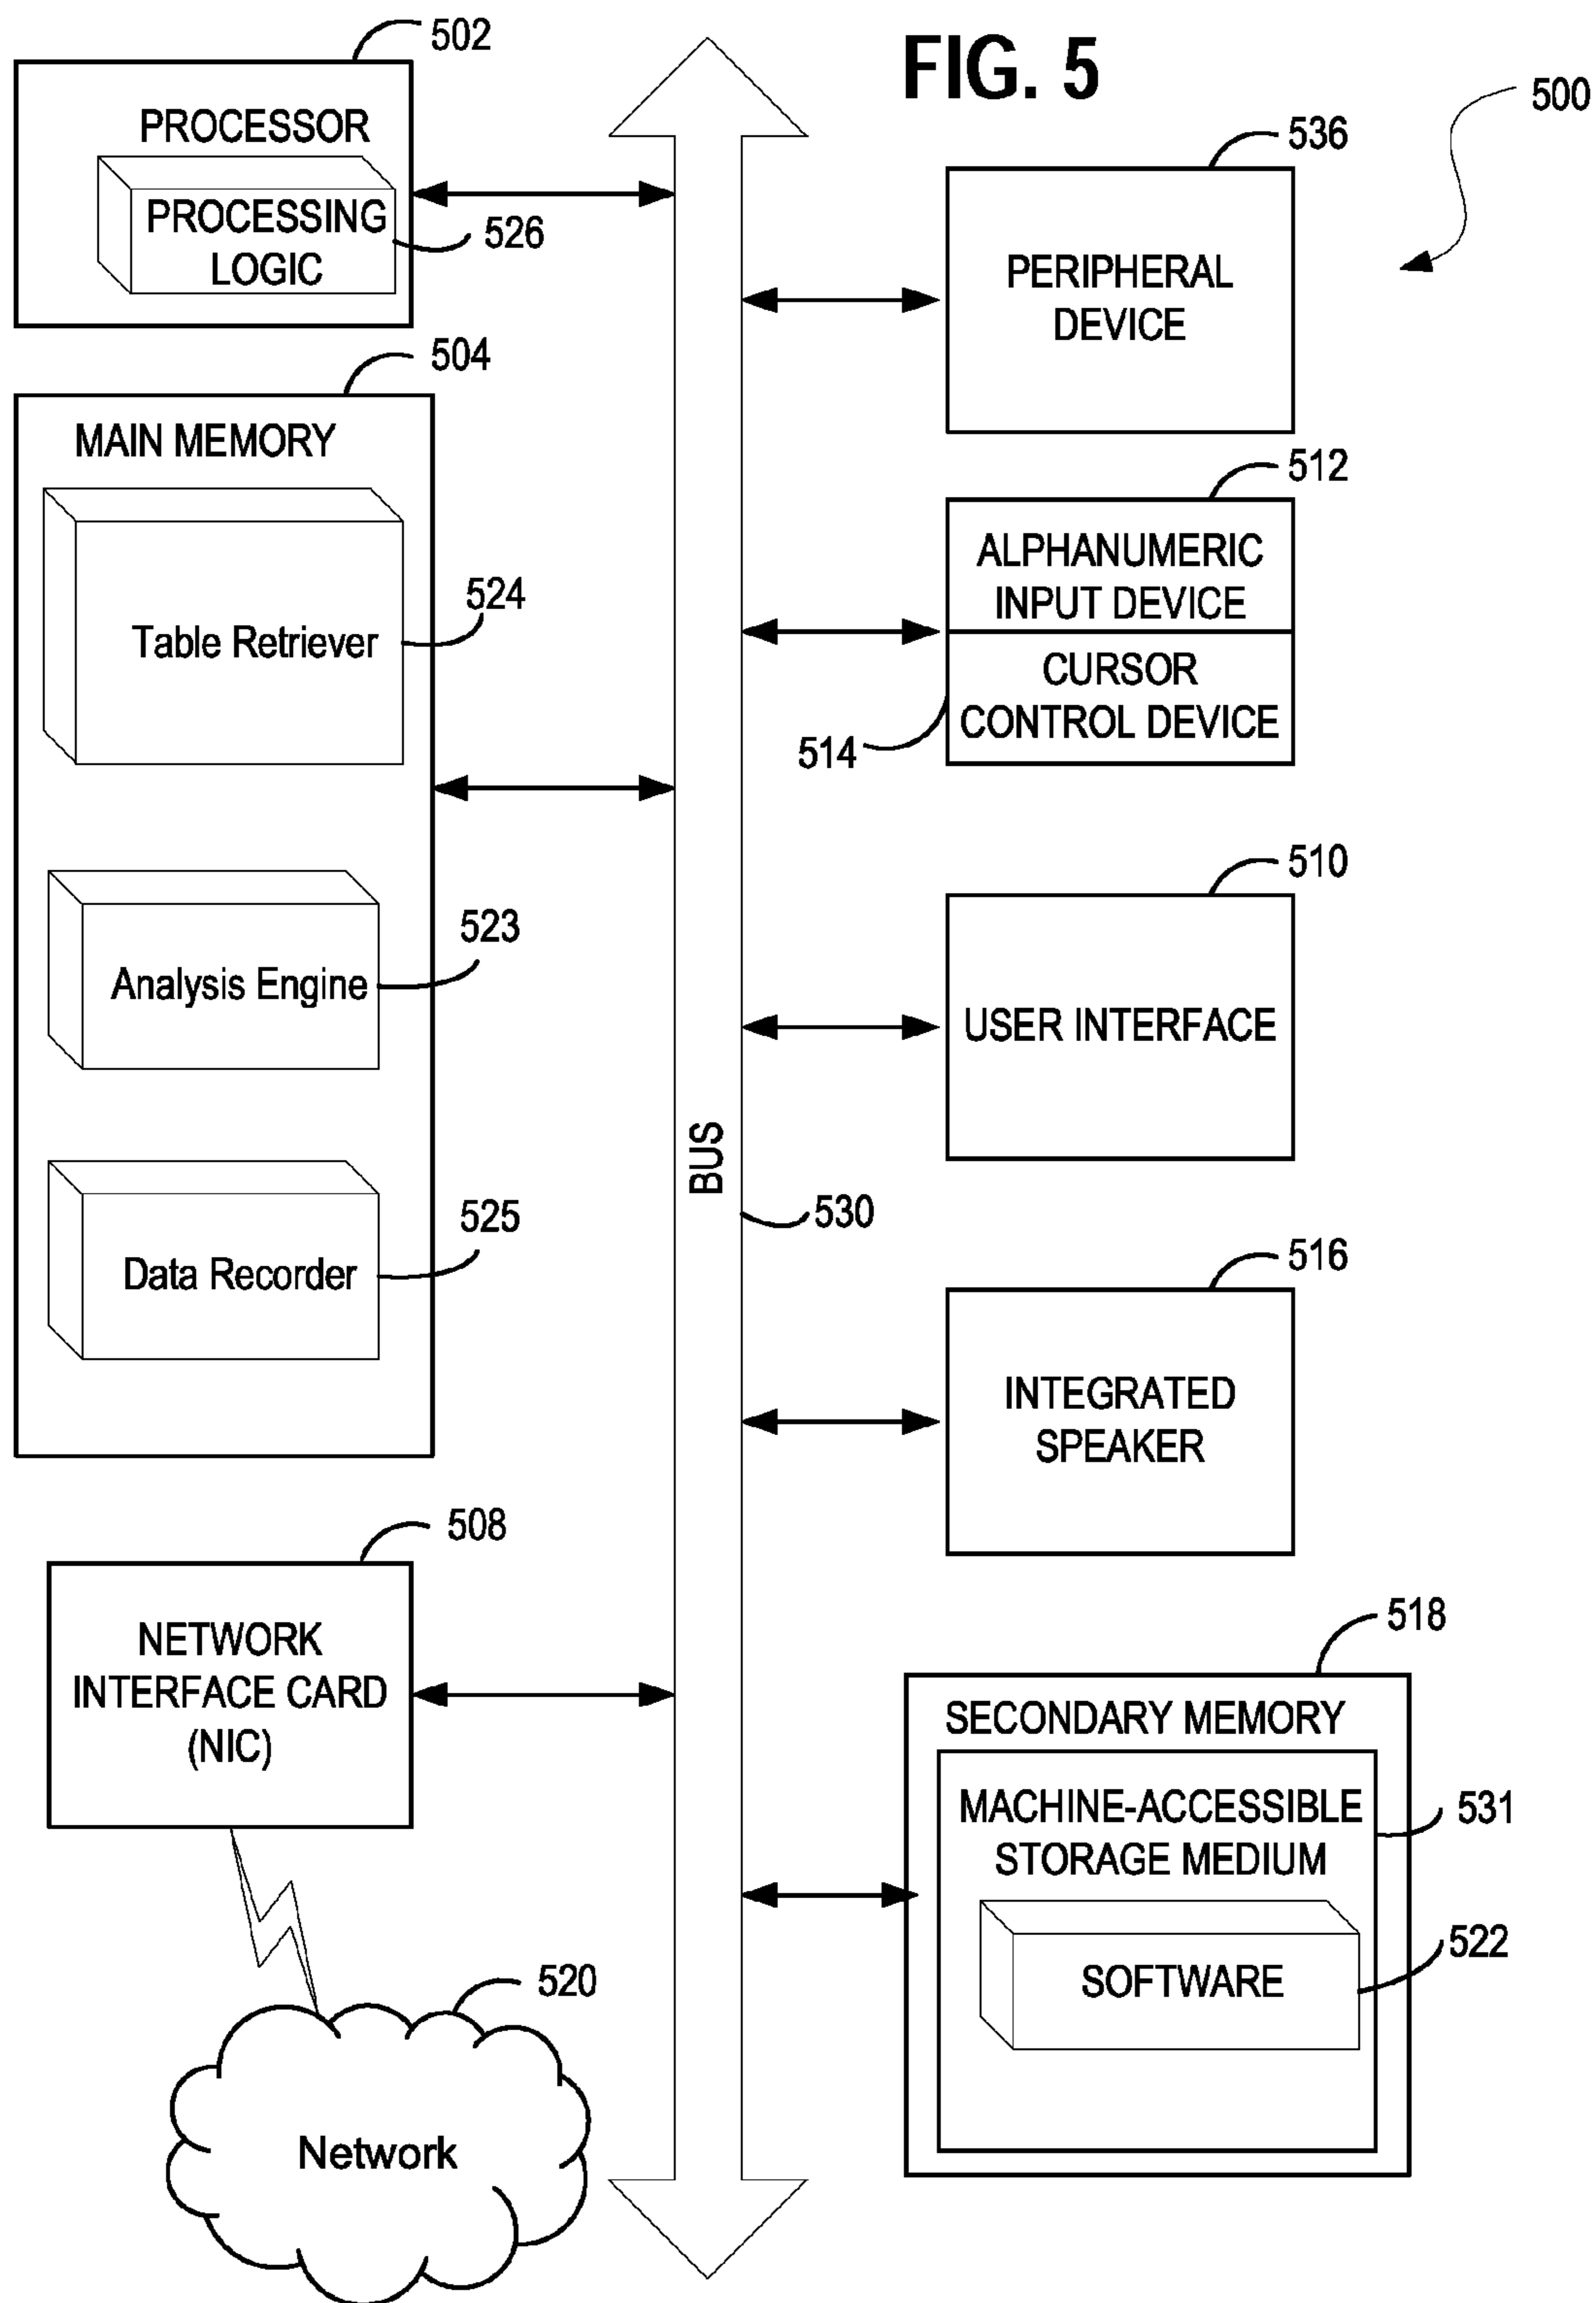 FIG. 5
500
502
PROCESSOR
PROCESSING
LOGIC
526
504
MAIN MEMORY
Table Retriever
524
Analysis Engine
523
Data Recorder
525
508
NETWORK
INTERFACE CARD
(NIC)
520
Network
BUS
530
536
PERIPHERAL
DEVICE
512
ALPHANUMERIC
INPUT DEVICE
CURSOR
CONTROL DEVICE
514
510
USER INTERFACE
516
INTEGRATED
SPEAKER
518
SECONDARY MEMORY
MACHINE-ACCESSIBLE
STORAGE MEDIUM
531
SOFTWARE
522